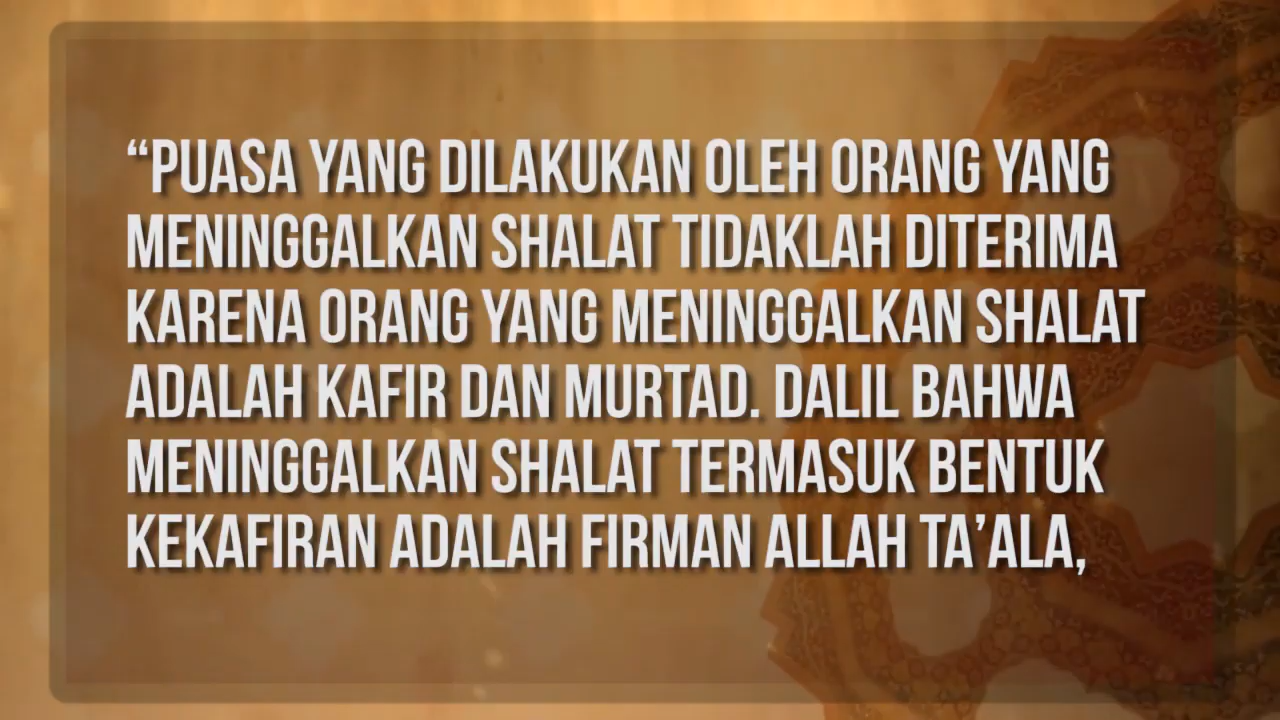 “PUASA YANG DILAKUKAN OLEH ORANG YANG
MENINGGALKAN SHALAT TIDAKLAH DITERIMA
KARENA ORANG YANG MENINGGALKAN SHALAT
ADALAH KAFIR DAN MURTAD. DALIL BAHWA
MENINGGALKAN SHALAT TERMASUK BENTUK
KEKAFIRAN ADALAH FIRMAN ALLAH TA’ALA,